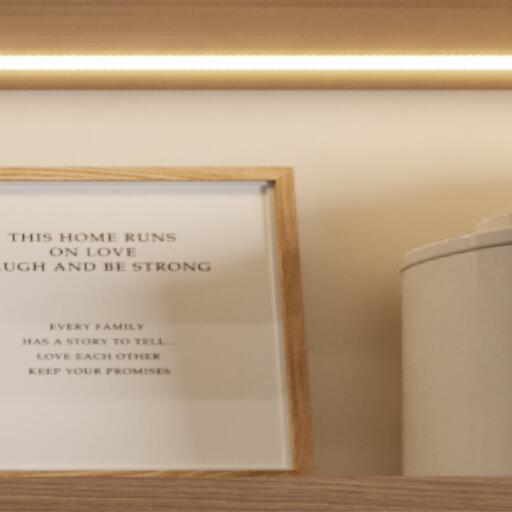 THIS HOME RUNS
ON LOVE
UGH AND BE STRONG
EVERY FAMILY
HAS A STORY TO TELL...
LOVE EACH OTHER
KEEP YOUR PROMISES